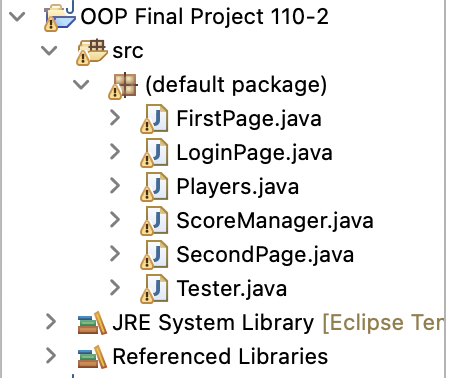 OOP Final Project 110-2
src
(default package)
FirstPage.java
LoginPage.java
Players.java
ScoreManager.java
SecondPage.java
Tester.java
JRE System Library [Eclipse Ter
Referenced Libraries